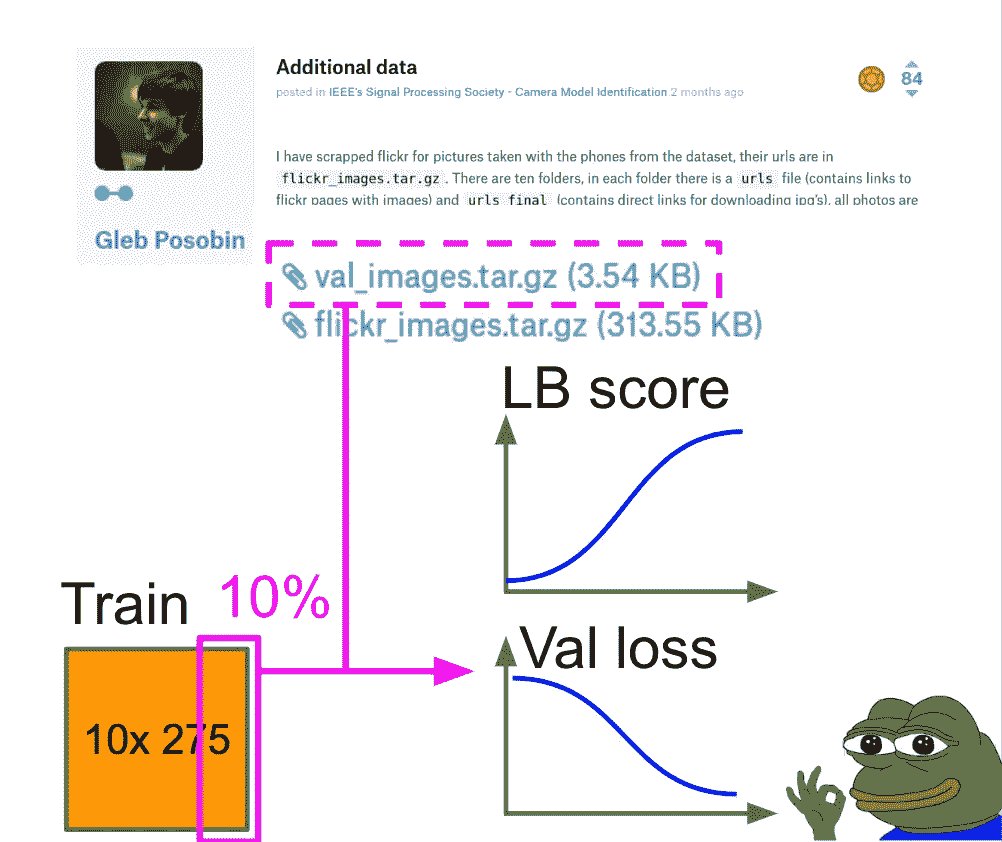 Additional data
posted in IEEE's Signal Processing Society - Camera Model Identification 2 months ago
84
I have scrapped flickr for pictures taken with the phones from the dataset, their urls are in
flickr_images.tar.gz . There are ten folders, in each folder there is a urls file (contains links to
flickr pages with images) and urls final (contains direct links for downloading jpg's), all photos are
Gleb Posobin
val_images.tar.gz (3.54 KB)
flickr_images.tar.gz (313.55 KB)
LB score
Train 10%
10x 275
Val loss